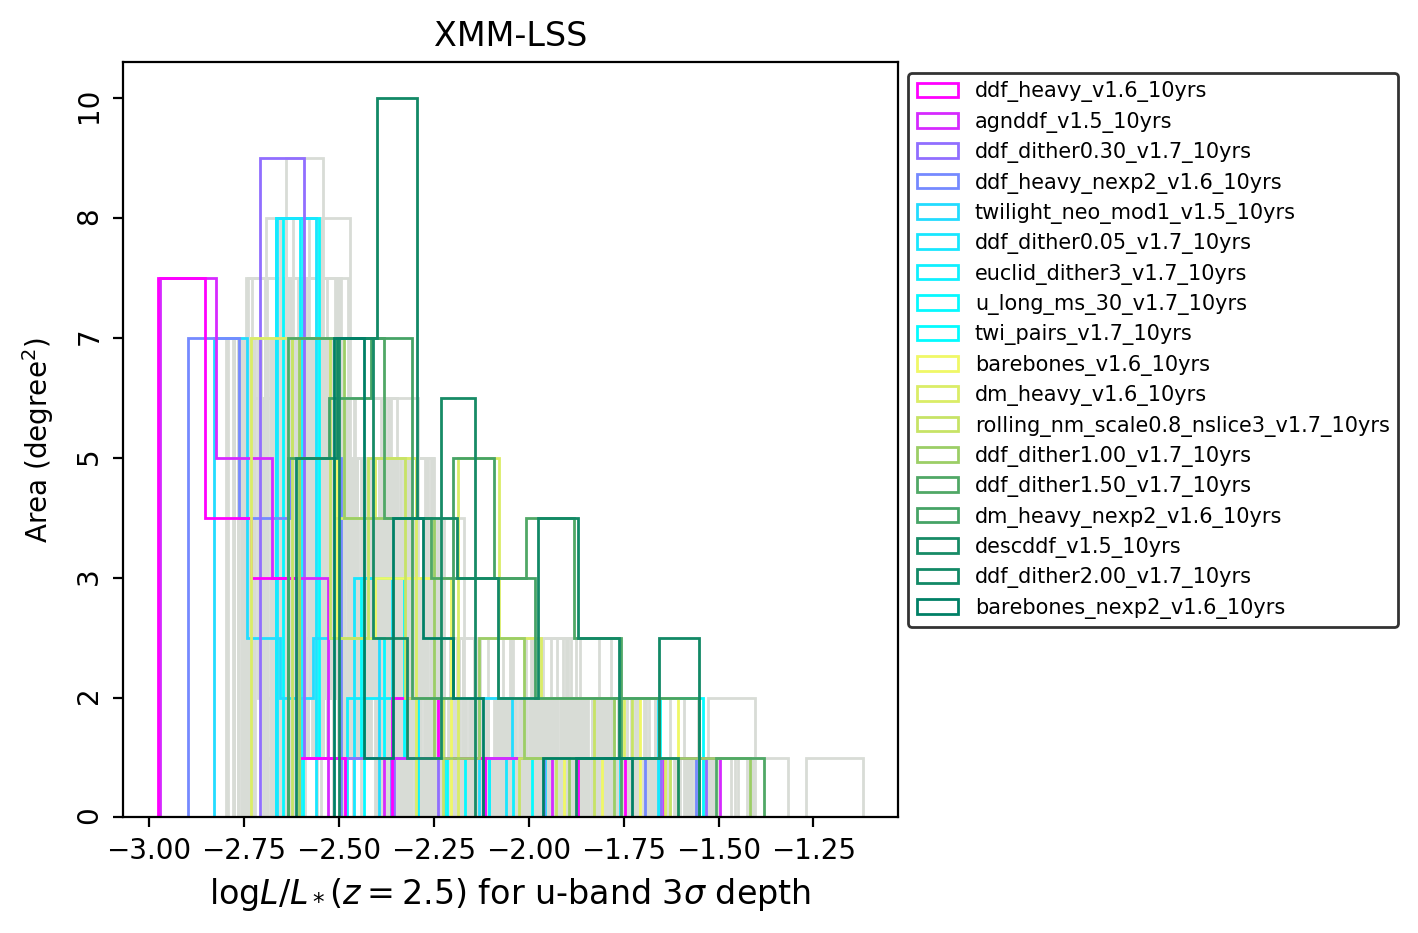 XMM-LSS
Area (degree²)
10
8
7
5
3
2
0
−3.00 −2.75 −2.50 −2.25 −2.00 −1.75 −1.50 −1.25
logL/L∗(z = 2.5) for u-band 3σ depth
ddf_heavy_v1.6_10yrs
agnddf_v1.5_10yrs
ddf_dither0.30_v1.7_10yrs
ddf_heavy_nexp2_v1.6_10yrs
twilight_neo_mod1_v1.5_10yrs
ddf_dither0.05_v1.7_10yrs
euclid_dither3_v1.7_10yrs
u_long_ms_30_v1.7_10yrs
twi_pairs_v1.7_10yrs
barebones_v1.6_10yrs
dm_heavy_v1.6_10yrs
rolling_nm_scale0.8_nslice3_v1.7_10yrs
ddf_dither1.00_v1.7_10yrs
ddf_dither1.50_v1.7_10yrs
dm_heavy_nexp2_v1.6_10yrs
descddf_v1.5_10yrs
ddf_dither2.00_v1.7_10yrs
barebones_nexp2_v1.6_10yrs